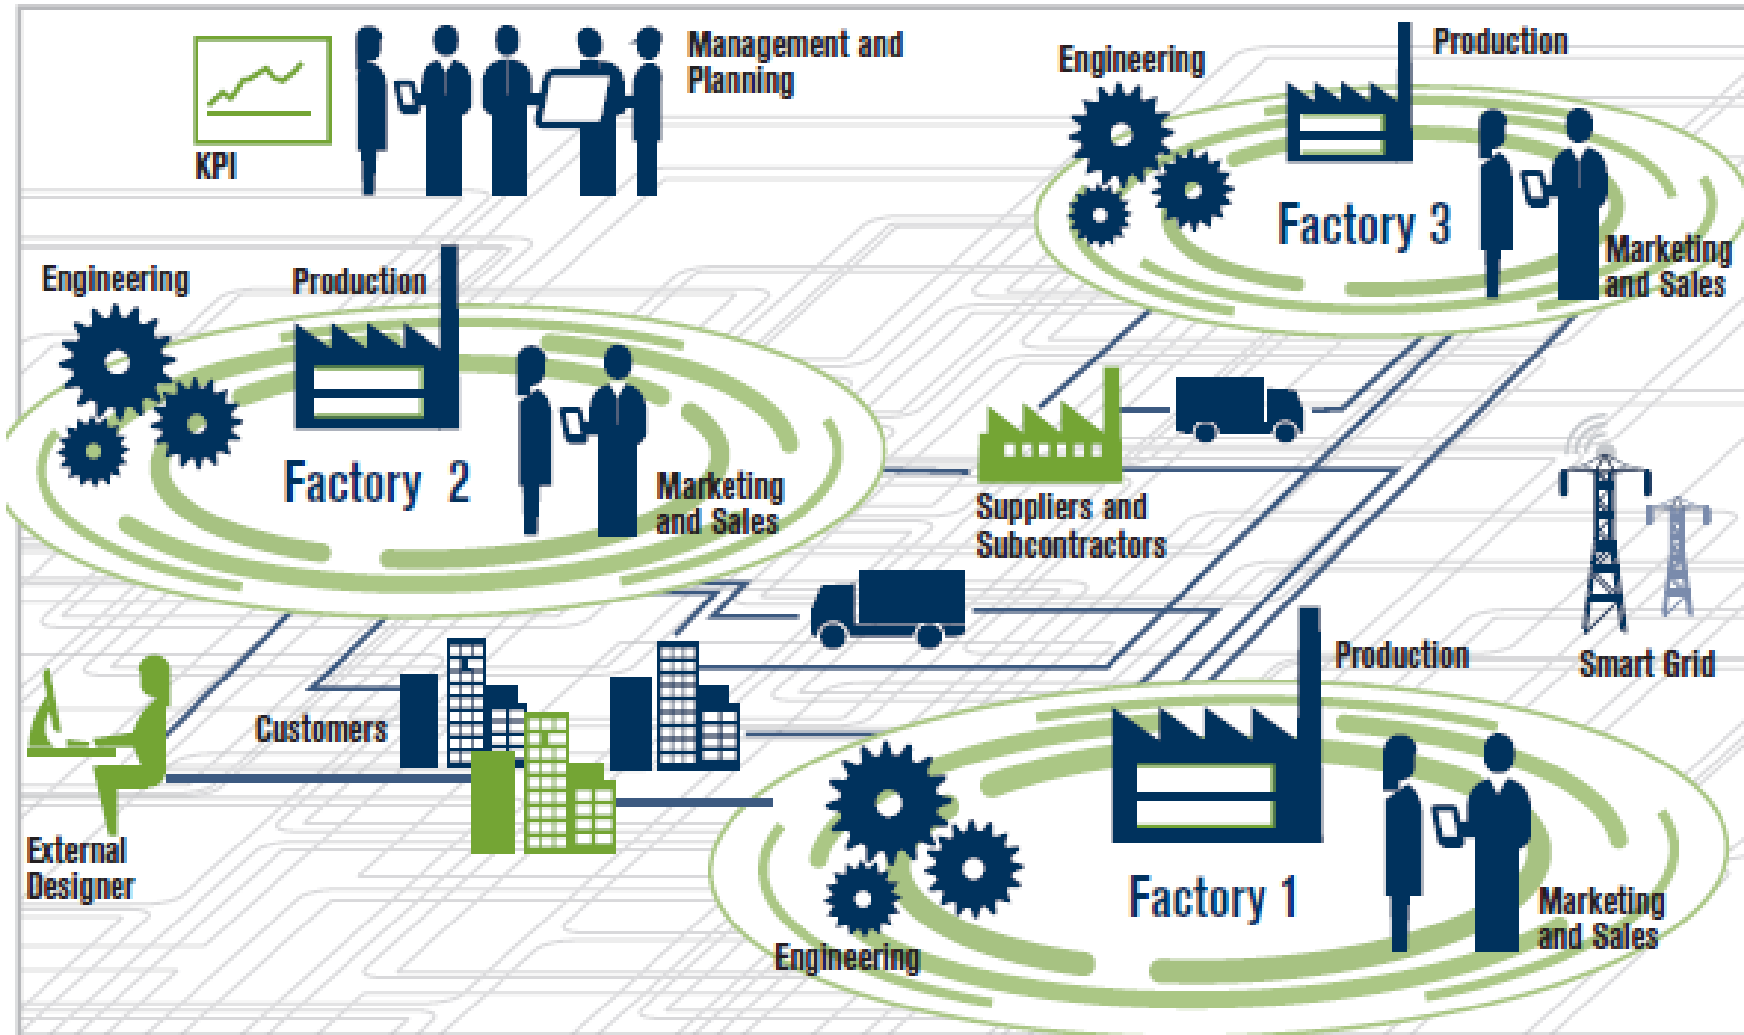 Management and
Planning
KPI
Engineering
Production
Factory 3
Marketing
and Sales
Engineering
Production
Factory 2
Marketing
and Sales
Suppliers and
Subcontractors
Smart Grid
Customers
External
Designer
Production
Factory 1
Marketing
and Sales
Engineering